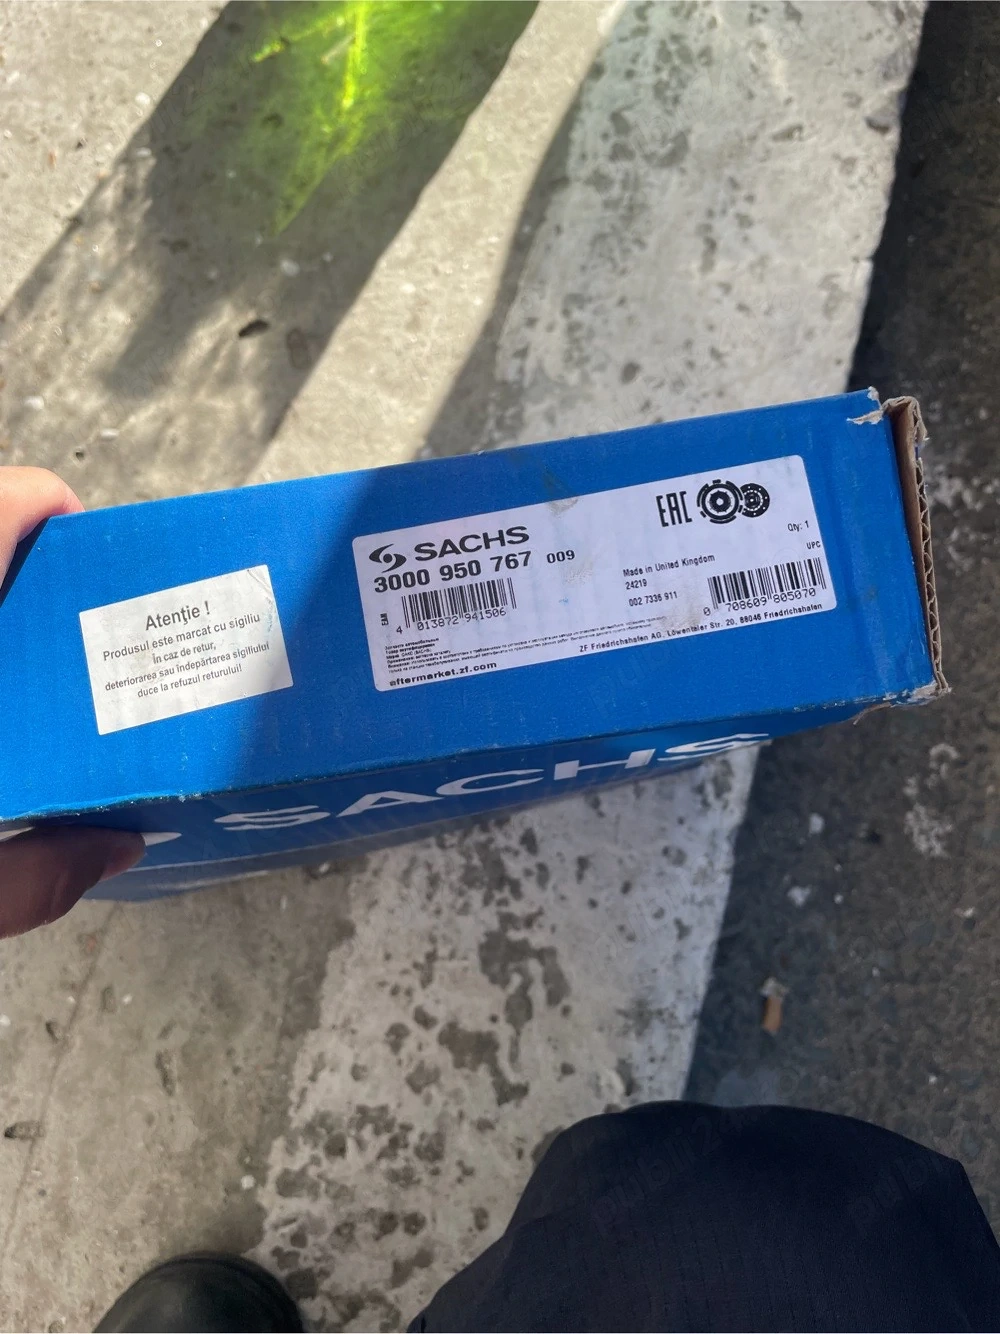 Atenţie !
Produsul este marcat cu sigiliu
În caz de retur,
deteriorarea sau îndepărtarea sigiliului
duce la refuzul returului!
SACHS
3000 950 767 009
EAN
4 013872 941506
EAC
Qty: 1
UPC
Made in United Kingdom
24219
002 7336 911
0 708609 805070
ZF Friedrichshafen AG, Löwentaler Str. 20, 88046 Friedrichshafen
aftermarket.zf.com
SACHS